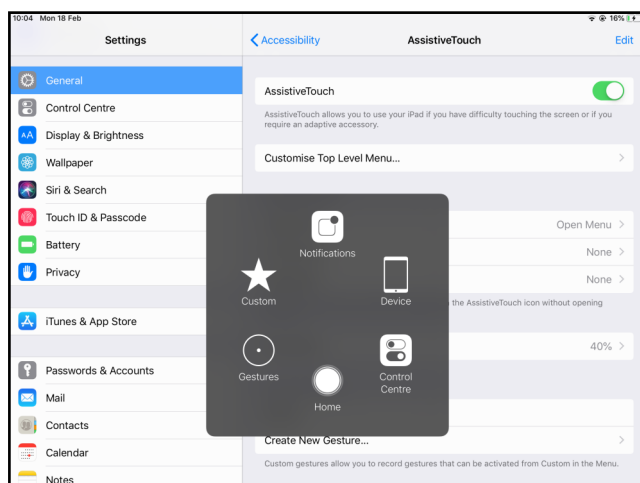 10:04 Mon 18 Feb
16%
Settings
Accessibility
AssistiveTouch
Edit
General
Control Centre
Display & Brightness
Wallpaper
Siri & Search
Touch ID & Passcode
Battery
Privacy
iTunes & App Store
Passwords & Accounts
Mail
Contacts
Calendar
Notes
AssistiveTouch
AssistiveTouch allows you to use your iPad if you have difficulty touching the screen or if you
require an adaptive accessory.
Customise Top Level Menu...
Open Menu
None
None
the AssistiveTouch icon without opening
40%
Create New Gesture...
Custom gestures allow you to record gestures that can be activated from Custom in the Menu.
Notifications
Custom
Device
Gestures
Control
Centre
Home